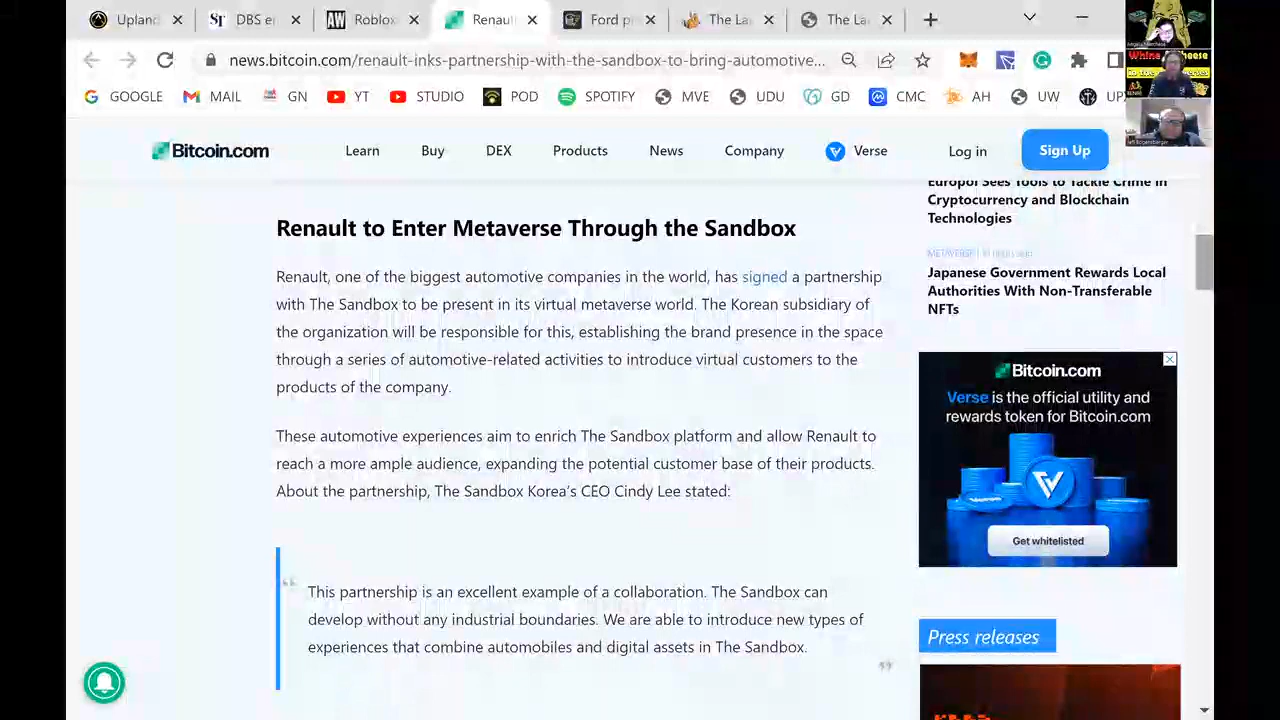 Upland
DBS e
Roblox
Renault
Ford p
The La
The La
news.bitcoin.com/renault-in
ship-with-the-sandbox-to-bring-automotive...
GOOGLE
MAIL
GN
YT
POD
SPOTIFY
MVE
UDU
GD
CMC
AH
UW
Bitcoin.com
Learn
Buy
DEX
Products
News
Company
Verse
Log in
Sign Up
Renault to Enter Metaverse Through the Sandbox
Renault, one of the biggest automotive companies in the world, has signed a partnership
with The Sandbox to be present in its virtual metaverse world. The Korean subsidiary of
the organization will be responsible for this, establishing the brand presence in the space
through a series of automotive-related activities to introduce virtual customers to the
products of the company.
These automotive experiences aim to enrich The Sandbox platform and allow Renault to
reach a more ample audience, expanding the potential customer base of their products.
About the partnership, The Sandbox Korea's CEO Cindy Lee stated:
This partnership is an excellent example of a collaboration. The Sandbox can
develop without any industrial boundaries. We are able to introduce new types of
experiences that combine automobiles and digital assets in The Sandbox.
Europol Sees Tools to Tackle Crime in
Cryptocurrency and Blockchain
Technologies
METAVERSE
Japanese Government Rewards Local
Authorities With Non-Transferable
NFTs
Bitcoin.com
Verse is the official utility and
rewards token for Bitcoin.com
Get whitelisted
Press releases